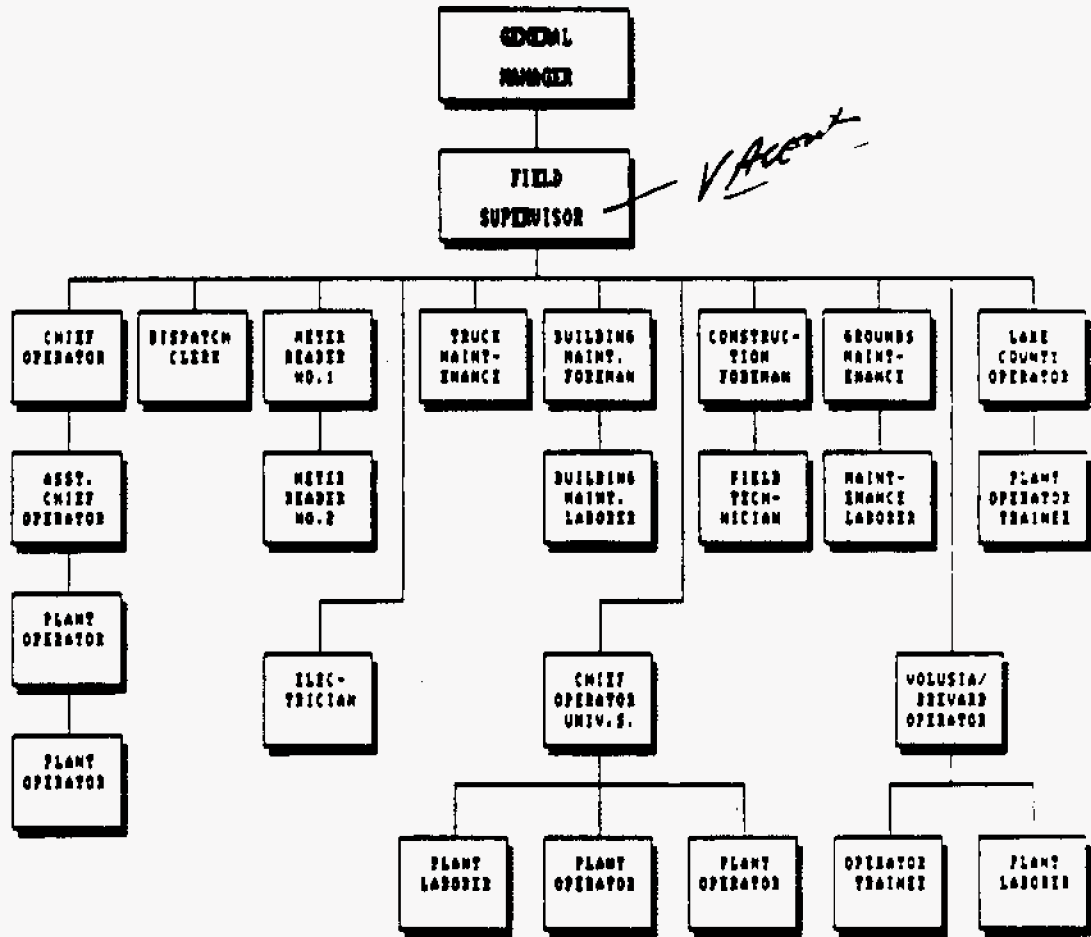 GENERAL
MANAGER
VAcent
FIELD
SUPERVISOR
CHIEF
OPERATOR
DISPATCH
CLERK
METER
READER
NO.1
TRUCK
MAINT-
ENANCE
BUILDING
MAINT.
FOREMAN
CONSTRUC-
TION
FOREMAN
GROUNDS
MAINT-
ENANCE
LAKE
COUNTY
OPERATOR
ASST.
CHIEF
OPERATOR
METER
READER
NO.2
BUILDING
MAINT.
LABORER
FIELD
TECH-
NICIAN
MAINT-
ENANCE
LABORER
PLANT
OPERATOR
TRAINEE
PLANT
OPERATOR
ELEC-
TRICIAN
CHIEF
OPERATOR
UNIV.S.
VOLUSIA/
BREVARD
OPERATOR
PLANT
OPERATOR
PLANT
LABORER
PLANT
OPERATOR
PLANT
OPERATOR
OPERATOR
TRAINEE
PLANT
LABORER